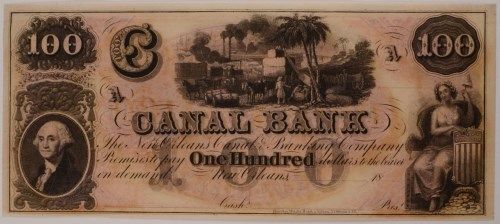 100 C 100
A A
CANAL BANK
The New Orleans Canal & Banking Company
Promises to pay One Hundred dollars to the bearer
on demand New Orleans 18
Cash.r Pres.t